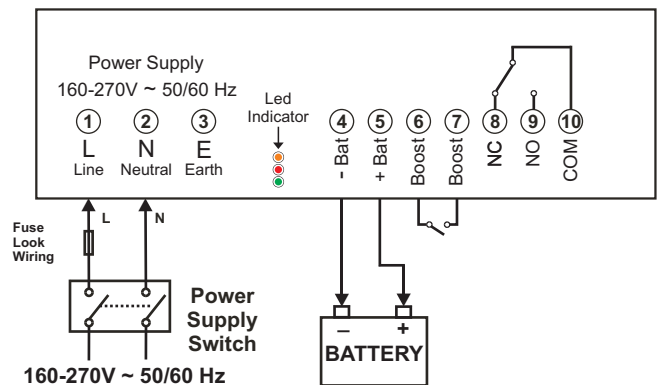 Power Supply
160-270V ~ 50/60 Hz
1 2 3
L N E
Line Neutral Earth
Led
Indicator
4 5 6 7 8 9 10
- Bat
+ Bat
Boost
Boost
NC
NO
COM
L N
Fuse
Look
Wiring
Power
Supply
Switch
160-270V ~ 50/60 Hz
– +
BATTERY